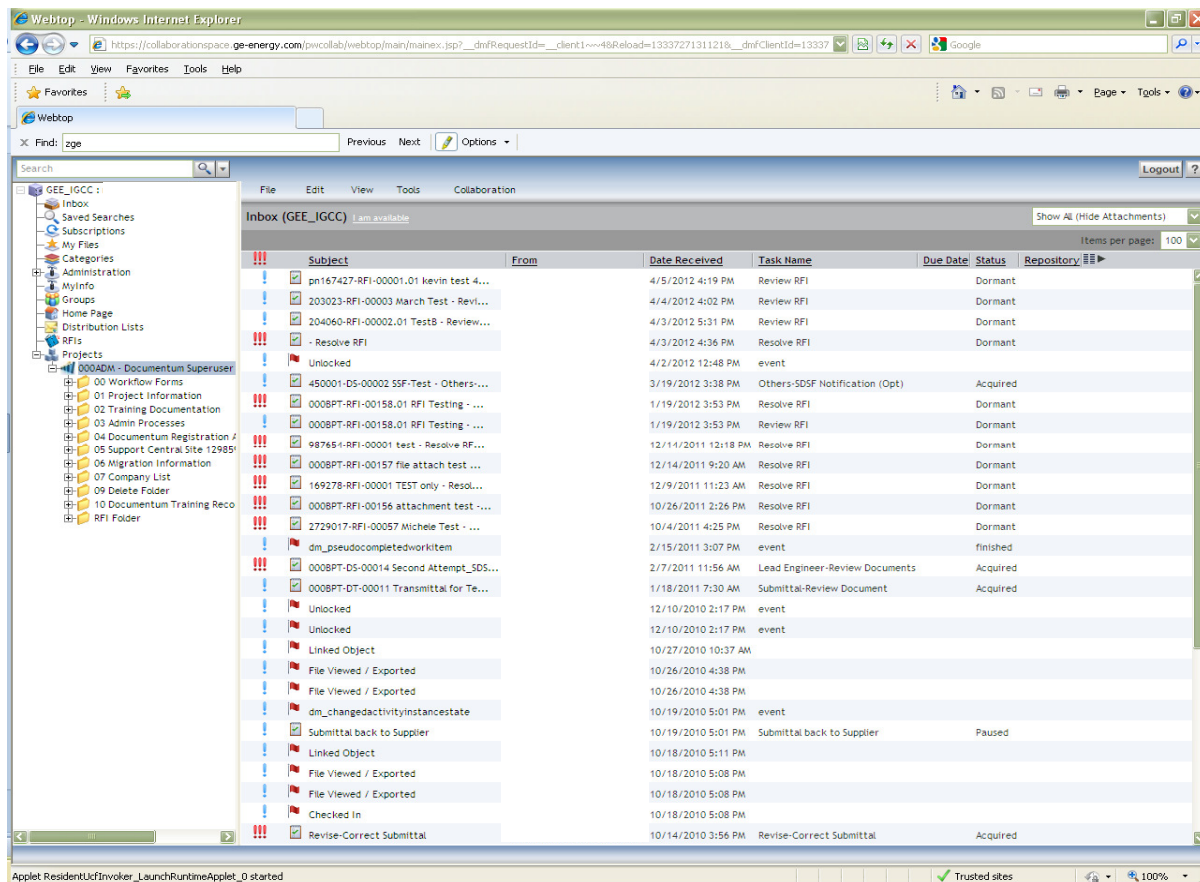 Webtop - Windows Internet Explorer
https://collaborationspace.ge-energy.com/pwcollab/webtop/main/mainex.jsp?__dmfRequestId=__client1~~48Reload=1333727131121&__dmfClientId=13337 Google
File Edit View Favorites Tools Help
Favorites Page Tools
Webtop
X Find: zge Previous Next Options
Search Logout ?
GEE_IGCC :
Inbox
Saved Searches
Subscriptions
My Files
Categories
Administration
MyInfo
Groups
Home Page
Distribution Lists
RFIs
Projects
000ADM - Documentum Superuser
00 Workflow Forms
01 Project Information
02 Training Documentation
03 Admin Processes
04 Documentum Registration A
05 Support Central Site 12985
06 Migration Information
07 Company List
09 Delete Folder
10 Documentum Training Reco
RFI Folder
File Edit View Tools Collaboration
Inbox (GEE_IGCC) I am available Show All (Hide Attachments)
Items per page: 100
!!! Subject From Date Received Task Name Due Date Status Repository
! pn167427-RFI-00001.01 kevin test 4... 4/5/2012 4:19 PM Review RFI Dormant
! 203023-RFI-00003 March Test - Revi... 4/4/2012 4:02 PM Review RFI Dormant
! 204060-RFI-00002.01 TestB - Review... 4/3/2012 5:31 PM Review RFI Dormant
!!! - Resolve RFI 4/3/2012 4:36 PM Resolve RFI Dormant
! Unlocked 4/2/2012 12:48 PM event
! 450001-DS-00002 SSF-Test - Others-... 3/19/2012 3:38 PM Others-SDSF Notification (Opt) Acquired
!!! 000BPT-RFI-00158.01 RFI Testing - ... 1/19/2012 3:53 PM Resolve RFI Dormant
! 000BPT-RFI-00158.01 RFI Testing - ... 1/19/2012 3:53 PM Review RFI Dormant
!!! 987654-RFI-00001 test - Resolve RF... 12/14/2011 12:18 PM Resolve RFI Dormant
!!! 000BPT-RFI-00157 file attach test ... 12/14/2011 9:20 AM Resolve RFI Dormant
!!! 169278-RFI-00001 TEST only - Resol... 12/9/2011 11:23 AM Resolve RFI Dormant
!!! 000BPT-RFI-00156 attachment test -... 10/26/2011 2:26 PM Resolve RFI Dormant
!!! 2729017-RFI-00057 Michele Test - ... 10/4/2011 4:25 PM Resolve RFI Dormant
! dm_pseudocompletedworkitem 2/15/2011 3:07 PM event finished
!!! 000BPT-DS-00014 Second Attempt_SDS... 2/7/2011 11:56 AM Lead Engineer-Review Documents Acquired
! 000BPT-DT-00011 Transmittal for Te... 1/18/2011 7:30 AM Submittal-Review Document Acquired
! Unlocked 12/10/2010 2:17 PM event
! Unlocked 12/10/2010 2:17 PM event
! Linked Object 10/27/2010 10:37 AM
! File Viewed / Exported 10/26/2010 4:38 PM
! File Viewed / Exported 10/26/2010 4:38 PM
! dm_changedactivityinstancestate 10/19/2010 5:01 PM event
! Submittal back to Supplier 10/19/2010 5:01 PM Submittal back to Supplier Paused
! Linked Object 10/18/2010 5:11 PM
! File Viewed / Exported 10/18/2010 5:08 PM
! File Viewed / Exported 10/18/2010 5:08 PM
! Checked In 10/18/2010 5:08 PM
!!! Revise-Correct Submittal 10/14/2010 3:56 PM Revise-Correct Submittal Acquired
Applet ResidentUcfInvoker_LaunchRuntimeApplet_0 started Trusted sites 100%